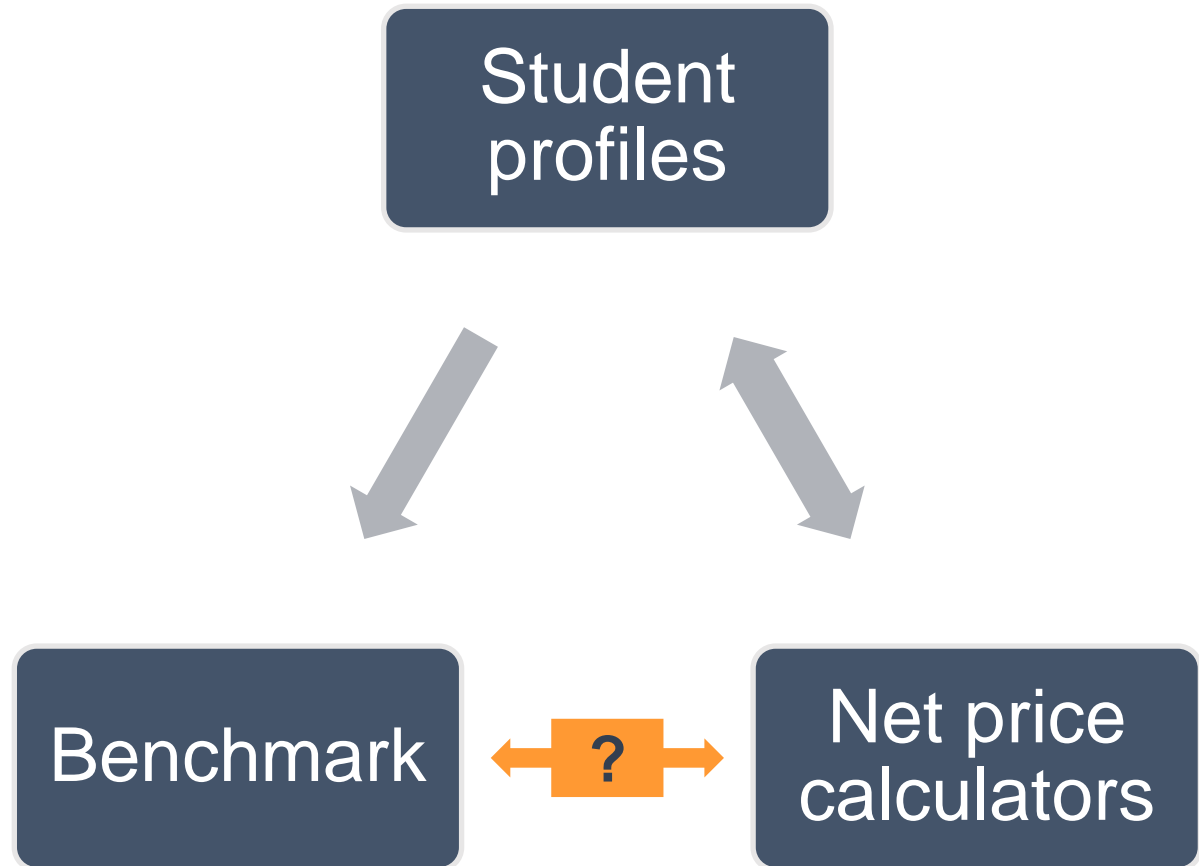 Student
profiles
Benchmark
?
Net price
calculators